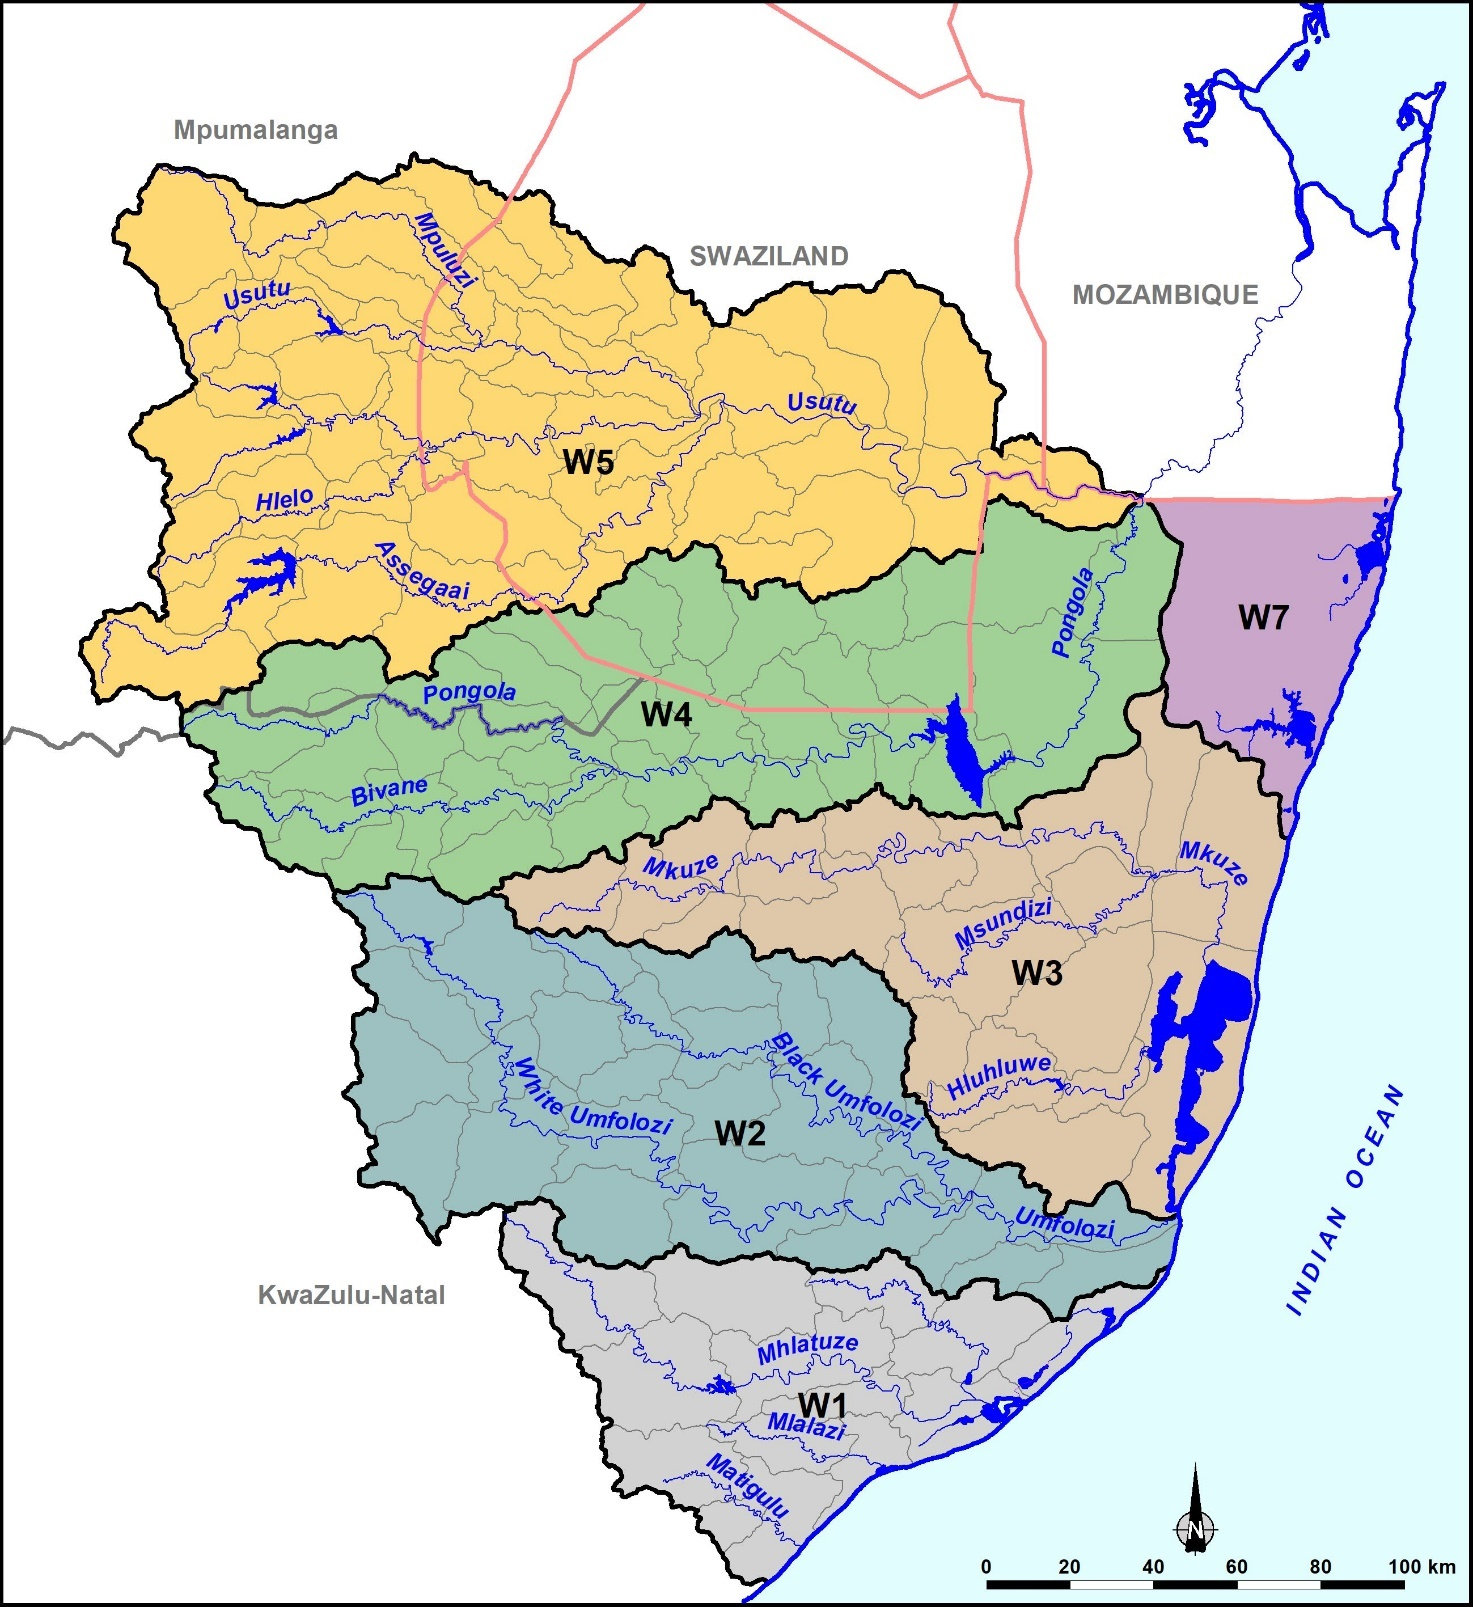 Mpumalanga
Mpuluzi
SWAZILAND
Usutu
MOZAMBIQUE
Usutu
W5
Hlelo
Assegaai
Pongola
W7
Pongola
W4
Bivane
Mkuze
Mkuze
Msundizi
W3
Black Umfolozi
Hluhluwe
White Umfolozi
W2
INDIAN OCEAN
Umfolozi
KwaZulu-Natal
Mhlatuze
W1
Mlalazi
Matigulu
N
0 20 40 60 80 100 km